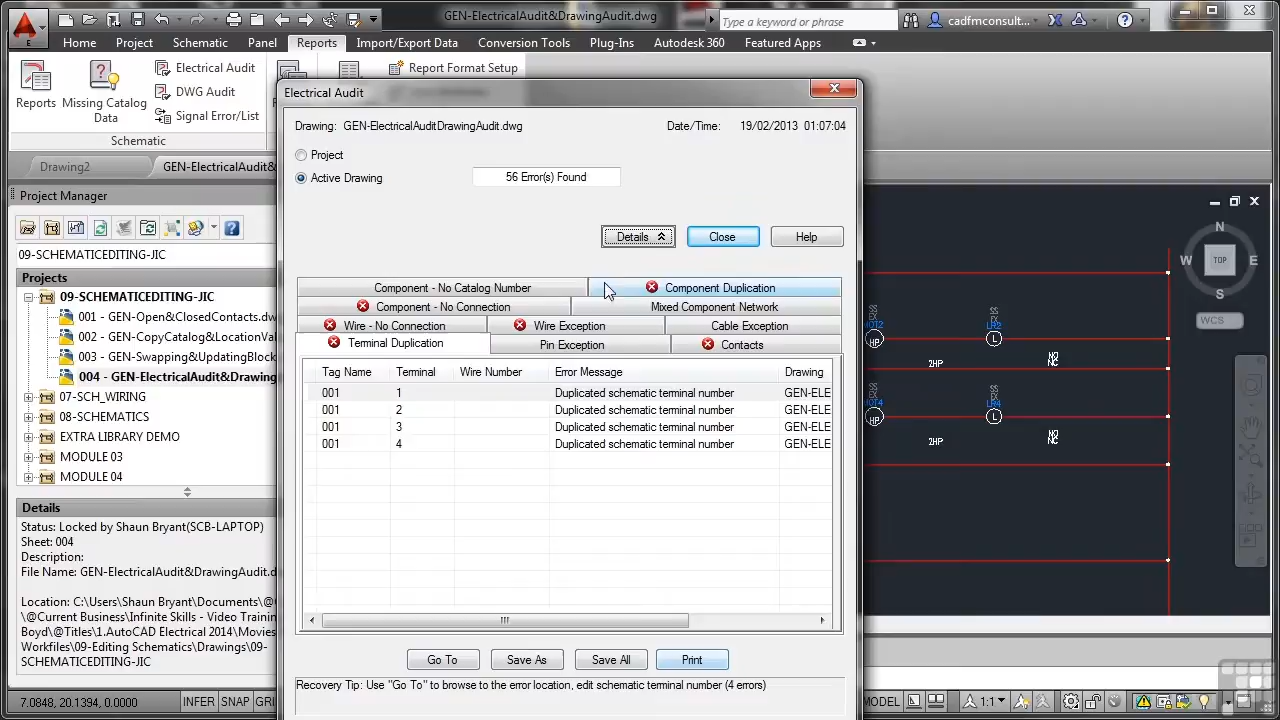 GEN-ElectricalAudit&DrawingAudit.dwg
Type a keyword or phrase
cadfmconsult...
Home Project Schematic Panel Reports Import/Export Data Conversion Tools Plug-Ins Autodesk 360 Featured Apps
E
Reports
Missing Catalog Data
Electrical Audit
DWG Audit
Signal Error/List
Report Format Setup
Schematic
Drawing2
GEN-ElectricalAudit&
Project Manager
09-SCHEMATICEDITING-JIC
Projects
09-SCHEMATICEDITING-JIC
001 - GEN-Open&ClosedContacts.dw
002 - GEN-CopyCatalog&LocationVal
003 - GEN-Swapping&UpdatingBlock
004 - GEN-ElectricalAudit&Drawing
07-SCH_WIRING
08-SCHEMATICS
EXTRA LIBRARY DEMO
MODULE 03
MODULE 04
Details
Status: Locked by Shaun Bryant(SCB-LAPTOP)
Sheet: 004
Description:
File Name: GEN-ElectricalAudit&DrawingAudit.d
Location: C:\Users\Shaun Bryant\Documents\@C
\@Current Business\Infinite Skills - Video Training
Boyd\@Titles\1.AutoCAD Electrical 2014\Movies
Workfiles\09-Editing Schematics\Drawings\09-
SCHEMATICEDITING-JIC
Electrical Audit
Drawing: GEN-ElectricalAuditDrawingAudit.dwg Date/Time: 19/02/2013 01:07:04
Project
Active Drawing 56 Error(s) Found
Details Close Help
Component - No Catalog Number Component Duplication
Component - No Connection Mixed Component Network
Wire - No Connection Wire Exception Cable Exception
Terminal Duplication Pin Exception Contacts
Tag Name Terminal Wire Number Error Message Drawing
001 1 Duplicated schematic terminal number GEN-ELE
001 2 Duplicated schematic terminal number GEN-ELE
001 3 Duplicated schematic terminal number GEN-ELE
001 4 Duplicated schematic terminal number GEN-ELE
Go To Save As Save All Print
Recovery Tip: Use "Go To" to browse to the error location, edit schematic terminal number (4 errors)
N
W TOP E
S
WCS
MOT2 LR2
HP L
2HP
NO
NC
MOT4 LR4
HP L
2HP
NO
NC
7.0848, 20.1394, 0.0000 INFER SNAP GRI
MODEL 1:1